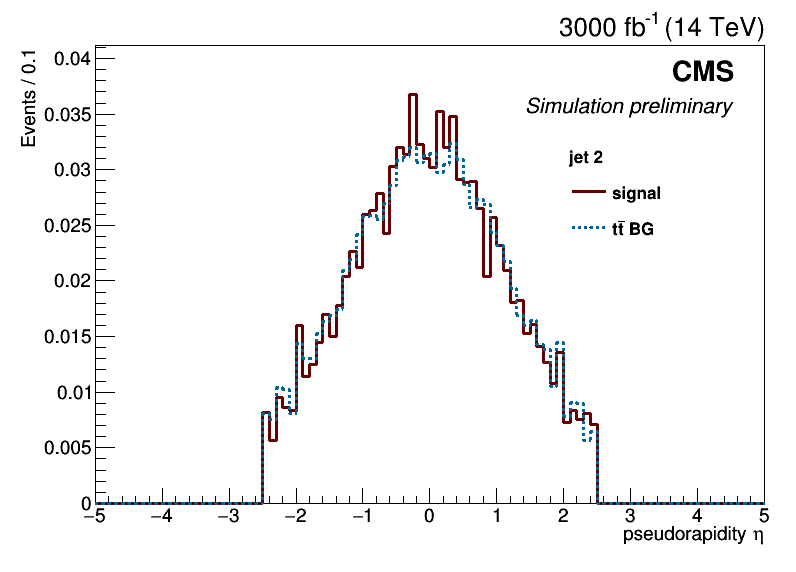 3000 fb⁻¹ (14 TeV)
Events / 0.1
0.04
0.035
0.03
0.025
0.02
0.015
0.01
0.005
0
CMS
Simulation preliminary
jet 2
signal
tt̄ BG
−5 −4 −3 −2 −1 0 1 2 3 4 5
pseudorapidity η